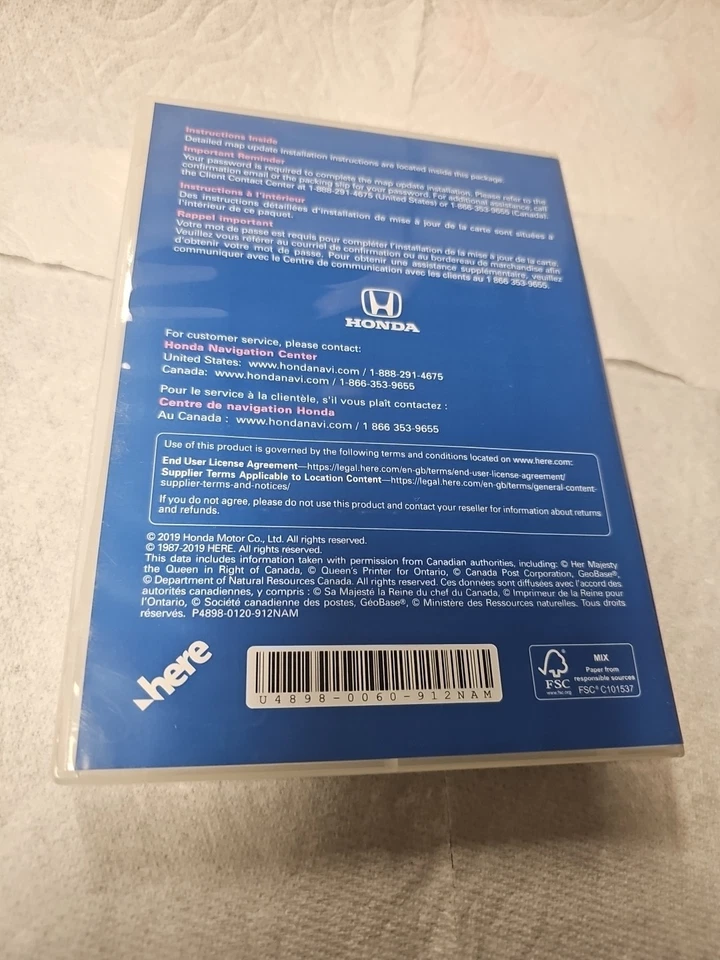 Instructions Inside
Detailed map update installation instructions are located inside this package.
Important Reminder
Your password is required to complete the map update installation. Please refer to the
confirmation email or the packing slip for your password. For additional assistance, call
the Client Contact Center at 1-888-291-4675 (United States) or 1-866-353-9655 (Canada).
Instructions à l'intérieur
Des instructions détaillées d'installation de mise à jour de la carte sont situées à
l'intérieur de ce paquet.
Rappel important
Votre mot de passe est requis pour compléter l'installation de la mise à jour de la carte.
Veuillez vous référer au courriel de confirmation ou au bordereau de marchandise afin
d'obtenir votre mot de passe. Pour obtenir une assistance supplémentaire, veuillez
communiquer avec le Centre de communication avec les clients au 1 866 353-9655.
HONDA
For customer service, please contact:
Honda Navigation Center
United States: www.hondanavi.com / 1-888-291-4675
Canada: www.hondanavi.com / 1-866-353-9655
Pour le service à la clientèle, s'il vous plaît contactez :
Centre de navigation Honda
Au Canada : www.hondanavi.com / 1 866 353-9655
Use of this product is governed by the following terms and conditions located on www.here.com:
End User License Agreement—https://legal.here.com/en-gb/terms/end-user-license-agreement/
Supplier Terms Applicable to Location Content—https://legal.here.com/en-gb/terms/general-content-
supplier-terms-and-notices/
If you do not agree, please do not use this product and contact your reseller for information about returns
and refunds.
© 2019 Honda Motor Co., Ltd. All rights reserved.
© 1987-2019 HERE. All rights reserved.
This data includes information taken with permission from Canadian authorities, including: © Her Majesty
the Queen in Right of Canada, © Queen's Printer for Ontario, © Canada Post Corporation, GeoBase®,
© Department of Natural Resources Canada. All rights reserved. Ces données sont diffusées avec l'accord des
autorités canadiennes, y compris : © Sa Majesté la Reine du chef du Canada, © Imprimeur de la Reine pour
l'Ontario, © Société canadienne des postes, GéoBase®, © Ministère des Ressources naturelles. Tous droits
réservés. P4898-0120-912NAM
here
U4898-0060-912NAM
FSC
www.fsc.org
MIX
Paper from
responsible sources
FSC® C101537